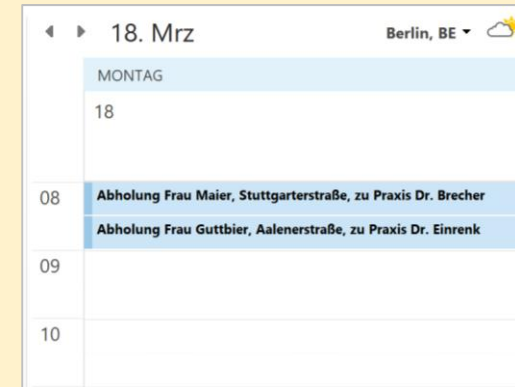 18. Mrz
Berlin, BE
MONTAG
18
08
Abholung Frau Maier, Stuttgarterstraße, zu Praxis Dr. Brecher
Abholung Frau Guttbier, Aalenerstraße, zu Praxis Dr. Einrenk
09
10